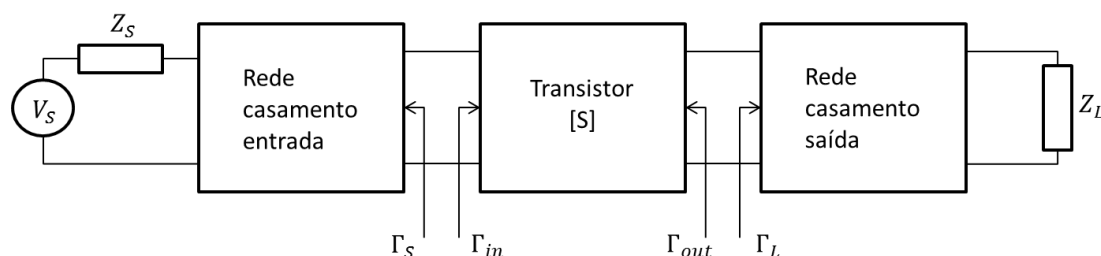 Z_S
V_S
Rede
casamento
entrada
Transistor
[S]
Rede
casamento
saída
Z_L
Γ_S
Γ_in
Γ_out
Γ_L